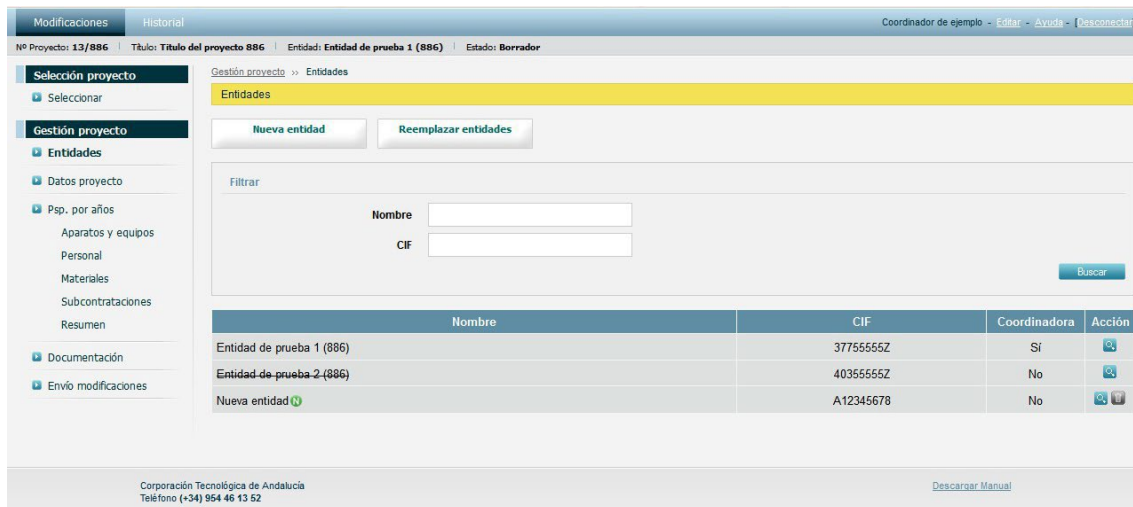 Modificaciones Historial Coordinador de ejemplo - Editar - Ayuda - [Desconectar
Nº Proyecto: 13/886 Título: Título del proyecto 886 Entidad: Entidad de prueba 1 (886) Estado: Borrador
Selección proyecto
Seleccionar
Gestión proyecto
Entidades
Datos proyecto
Psp. por años
Aparatos y equipos
Personal
Materiales
Subcontrataciones
Resumen
Documentación
Envío modificaciones
Gestión proyecto >> Entidades
Entidades
Nueva entidad Reemplazar entidades
Filtrar
Nombre
CIF
Buscar
Nombre CIF Coordinadora Acción
Entidad de prueba 1 (886) 37755555Z Sí
Entidad de prueba 2 (886) 40355555Z No
Nueva entidad N A12345678 No
Corporación Tecnológica de Andalucía
Teléfono (+34) 954 46 13 52
Descargar Manual